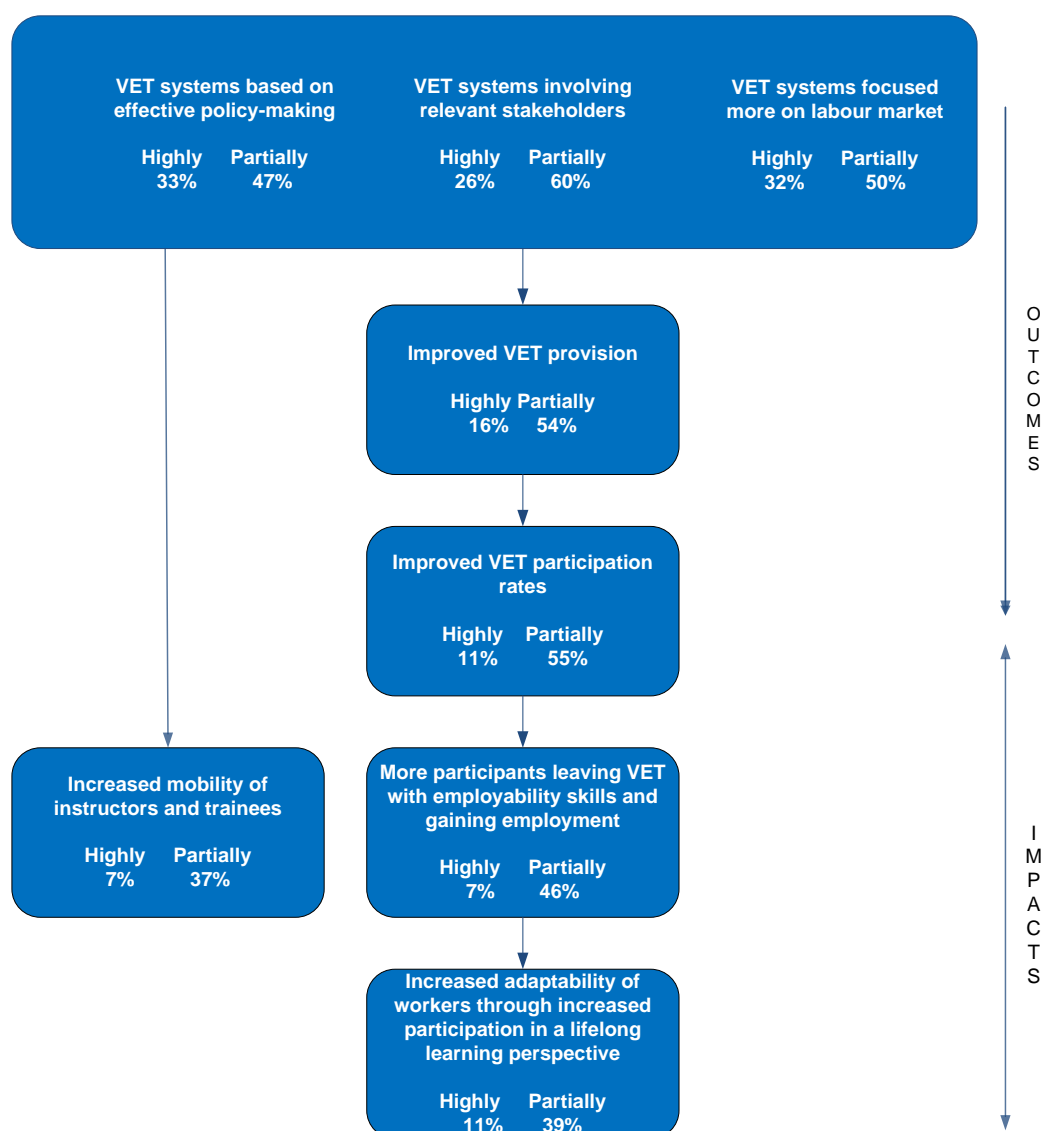 VET systems based on
effective policy-making
Highly Partially
33% 47%
VET systems involving
relevant stakeholders
Highly Partially
26% 60%
VET systems focused
more on labour market
Highly Partially
32% 50%
Improved VET provision
Highly Partially
16% 54%
Improved VET participation
rates
Highly Partially
11% 55%
Increased mobility of
instructors and trainees
Highly Partially
7% 37%
More participants leaving VET
with employability skills and
gaining employment
Highly Partially
7% 46%
Increased adaptability of
workers through increased
participation in a lifelong
learning perspective
Highly Partially
11% 39%
OUTCOMES
IMPACTS